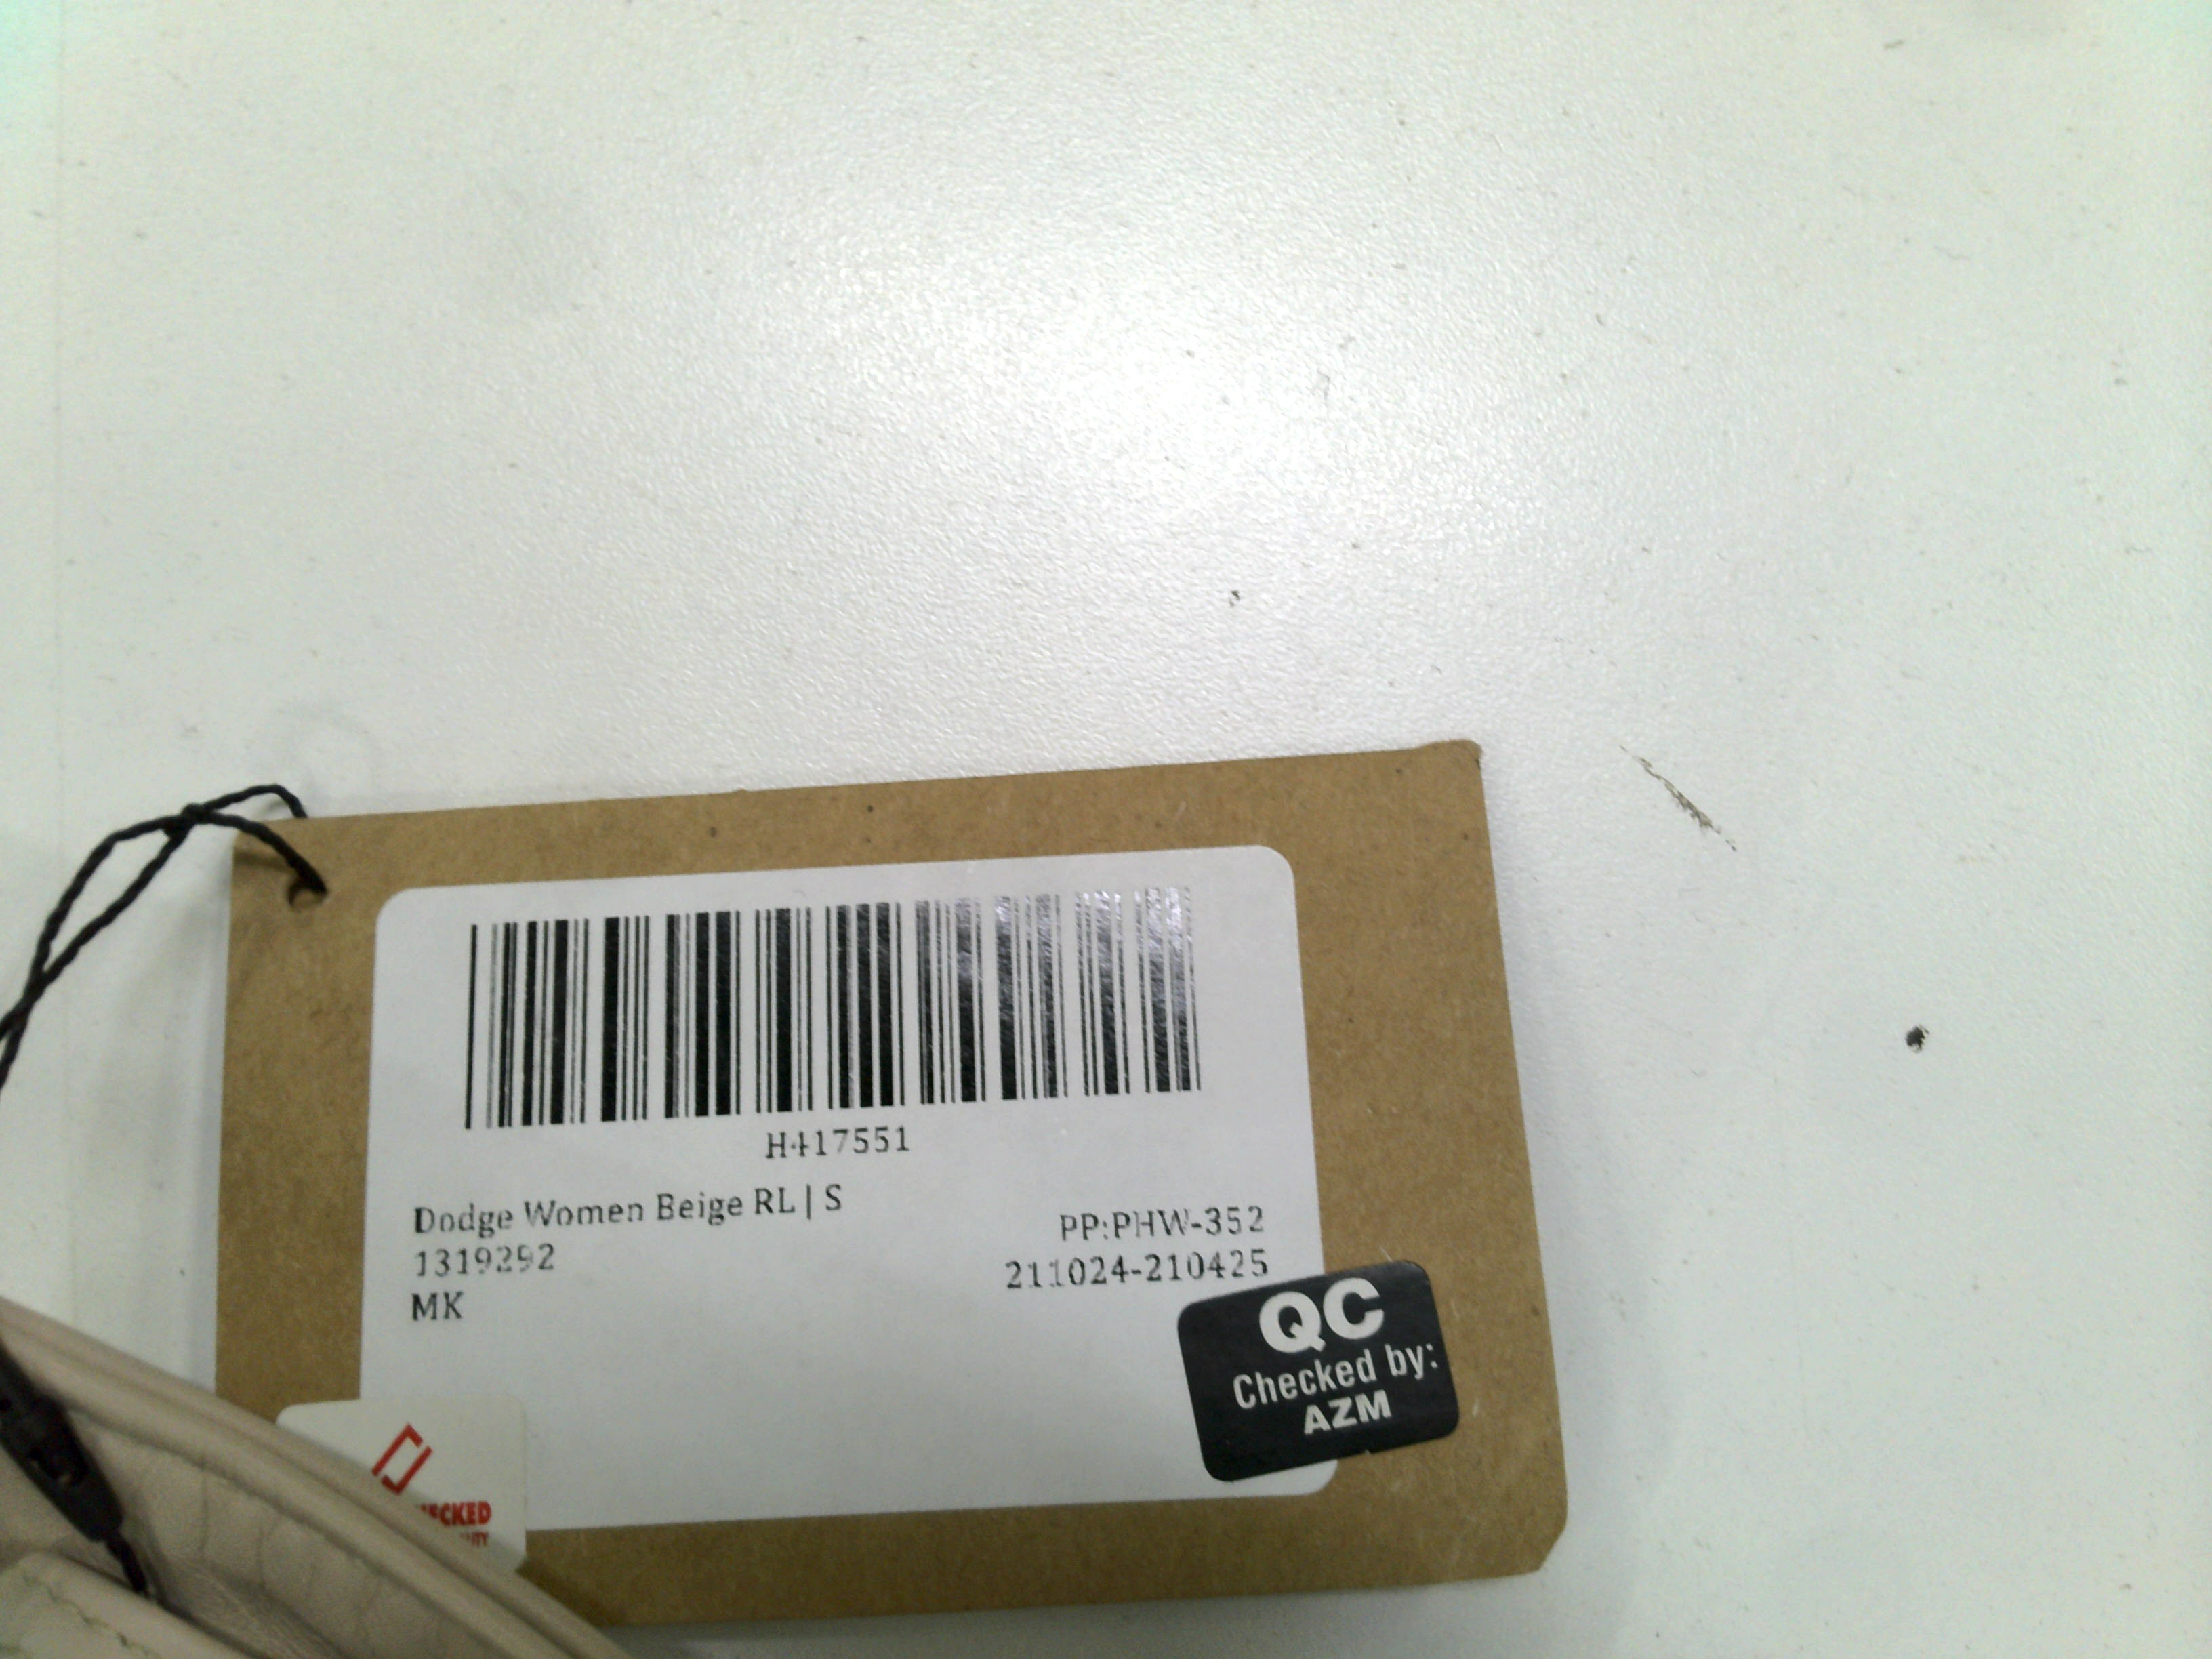 H417551
Dodge Women Beige RL | S
1319292
MK
PP:PHW-352
211024-210425
QC
Checked by:
AZM